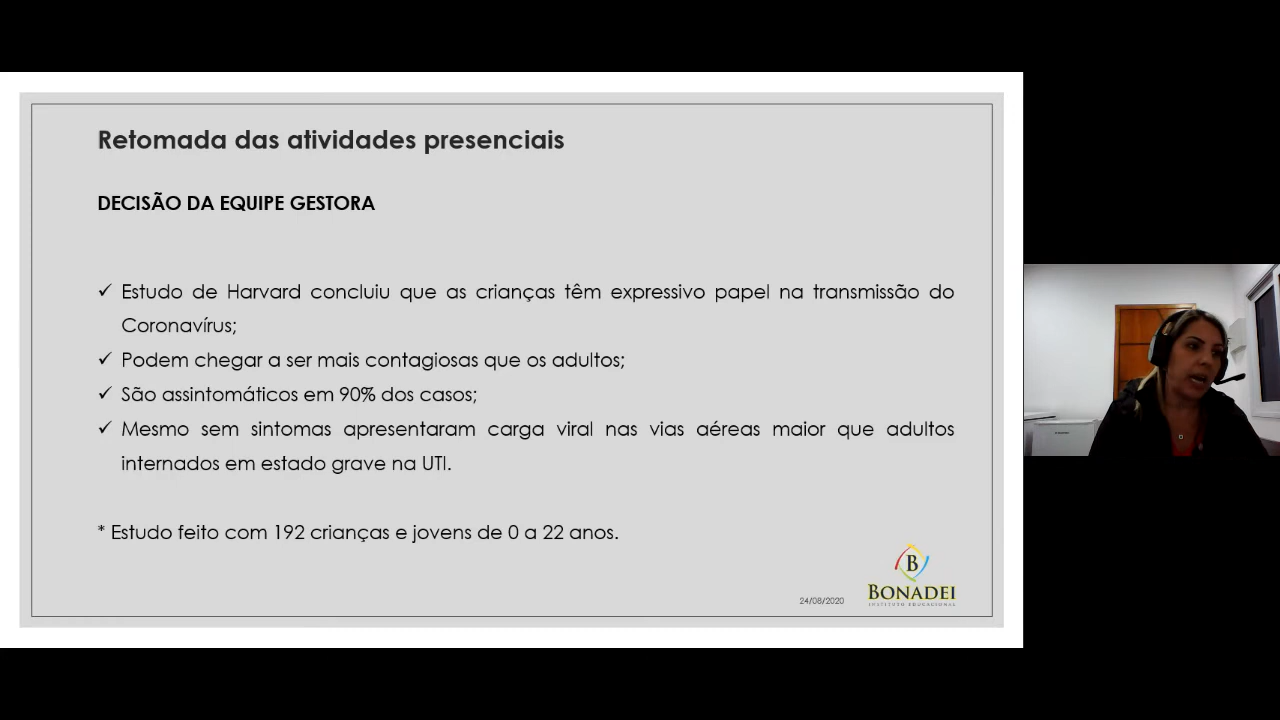 Retomada das atividades presenciais
DECISÃO DA EQUIPE GESTORA
✓ Estudo de Harvard concluiu que as crianças têm expressivo papel na transmissão do
Coronavírus;
✓ Podem chegar a ser mais contagiosas que os adultos;
✓ São assintomáticos em 90% dos casos;
✓ Mesmo sem sintomas apresentaram carga viral nas vias aéreas maior que adultos
internados em estado grave na UTI.
* Estudo feito com 192 crianças e jovens de 0 a 22 anos.
24/08/2020
B
BONADEI
INSTITUTO EDUCACIONAL